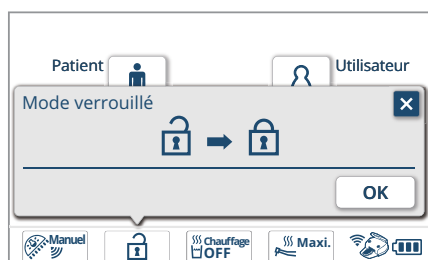 Patient
Utilisateur
Mode verrouillé
OK
Manuel
Chauffage
OFF
Maxi.